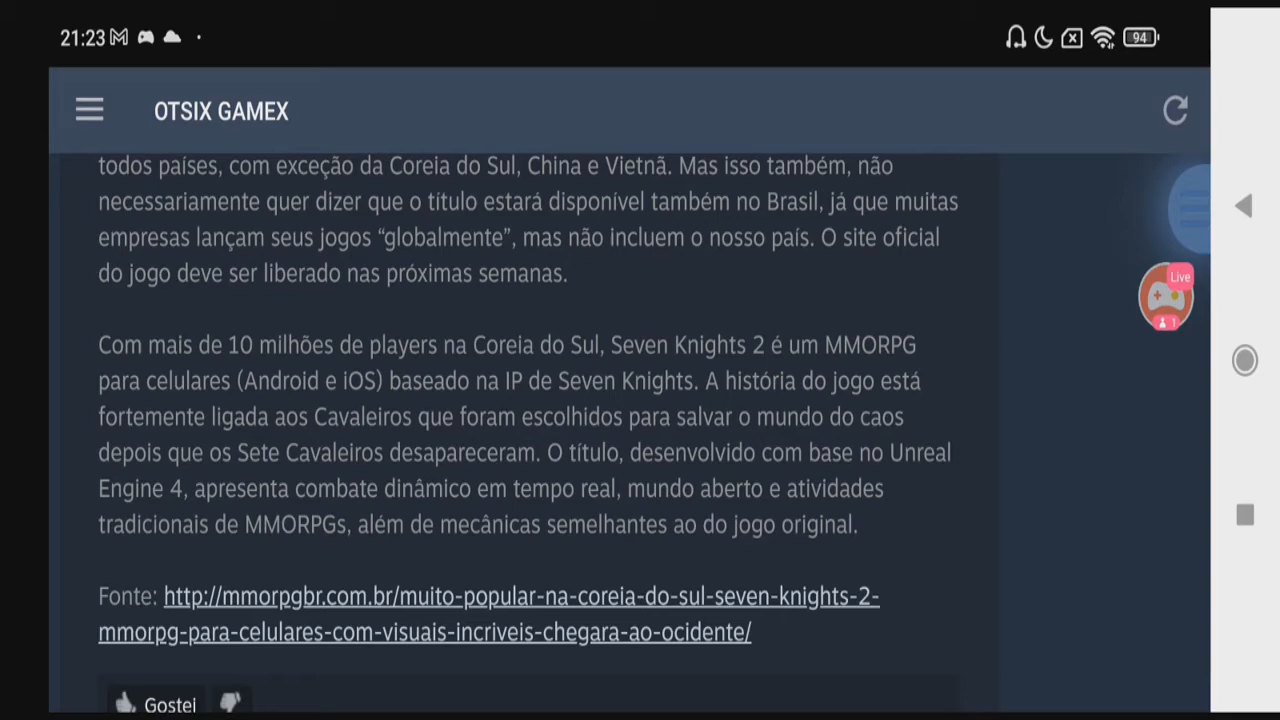 21:23
94
OTSIX GAMEX
todos países, com exceção da Coreia do Sul, China e Vietnã. Mas isso também, não
necessariamente quer dizer que o título estará disponível também no Brasil, já que muitas
empresas lançam seus jogos “globalmente”, mas não incluem o nosso país. O site oficial
do jogo deve ser liberado nas próximas semanas.
Live
1
Com mais de 10 milhões de players na Coreia do Sul, Seven Knights 2 é um MMORPG
para celulares (Android e iOS) baseado na IP de Seven Knights. A história do jogo está
fortemente ligada aos Cavaleiros que foram escolhidos para salvar o mundo do caos
depois que os Sete Cavaleiros desapareceram. O título, desenvolvido com base no Unreal
Engine 4, apresenta combate dinâmico em tempo real, mundo aberto e atividades
tradicionais de MMORPGs, além de mecânicas semelhantes ao do jogo original.
Fonte: http://mmorpgbr.com.br/muito-popular-na-coreia-do-sul-seven-knights-2-
mmorpg-para-celulares-com-visuais-incriveis-chegara-ao-ocidente/
Gostei